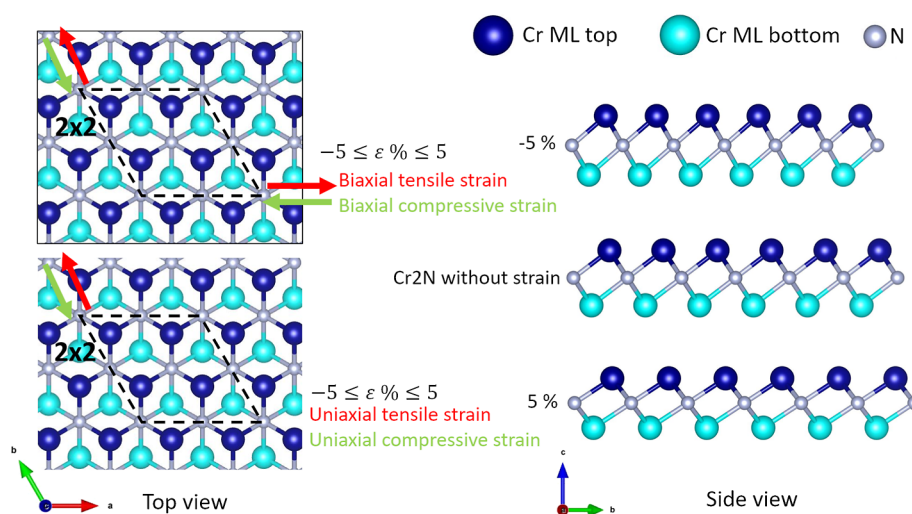 Cr ML top
Cr ML bottom
N
2x2
−5 ≤ ε % ≤ 5
Biaxial tensile strain
Biaxial compressive strain
-5 %
Cr2N without strain
2x2
−5 ≤ ε % ≤ 5
Uniaxial tensile strain
Uniaxial compressive strain
5 %
b
a
Top view
c
b
Side view